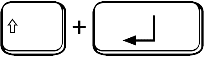 ⇧ + ↵